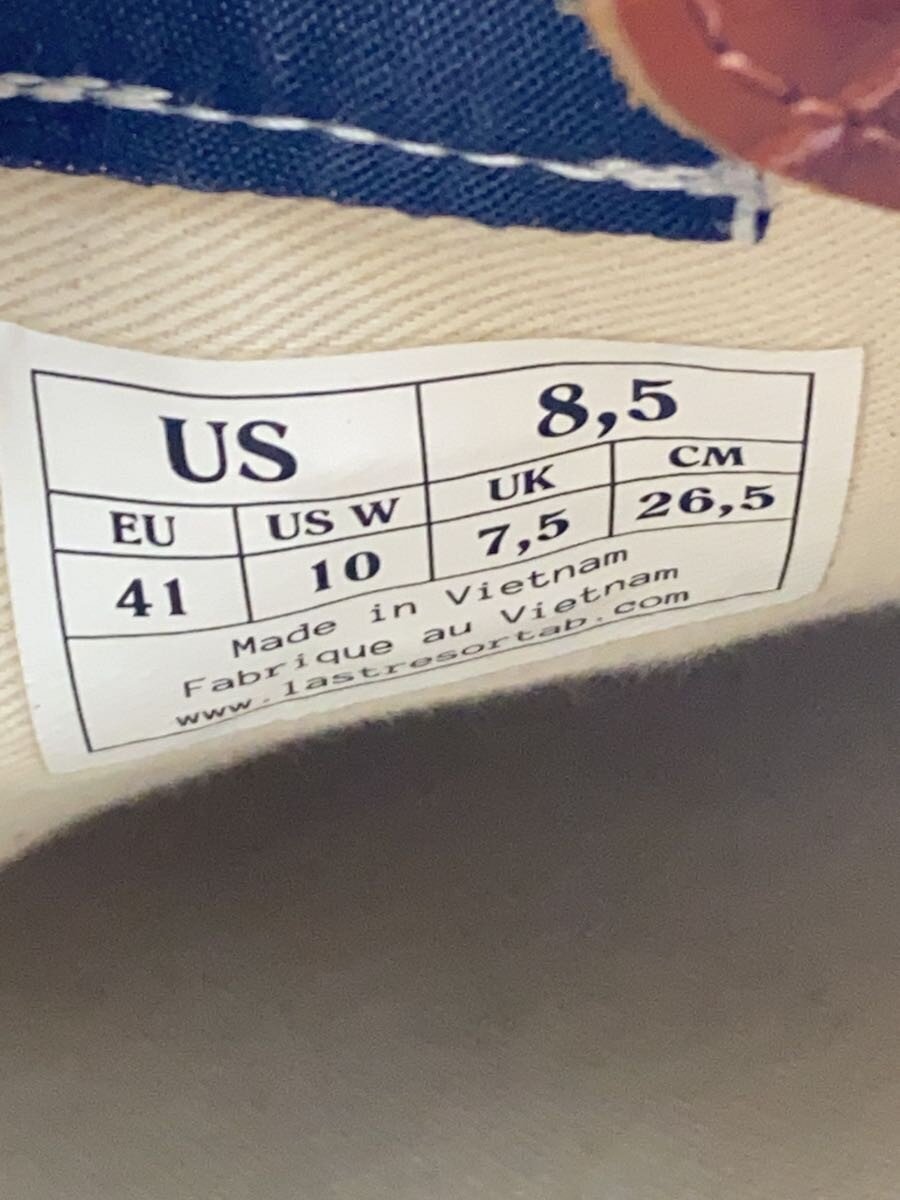 US 8,5
EU US W UK CM
41 10 7,5 26,5
Made in Vietnam
Fabrique au Vietnam
www.lastresortab.com